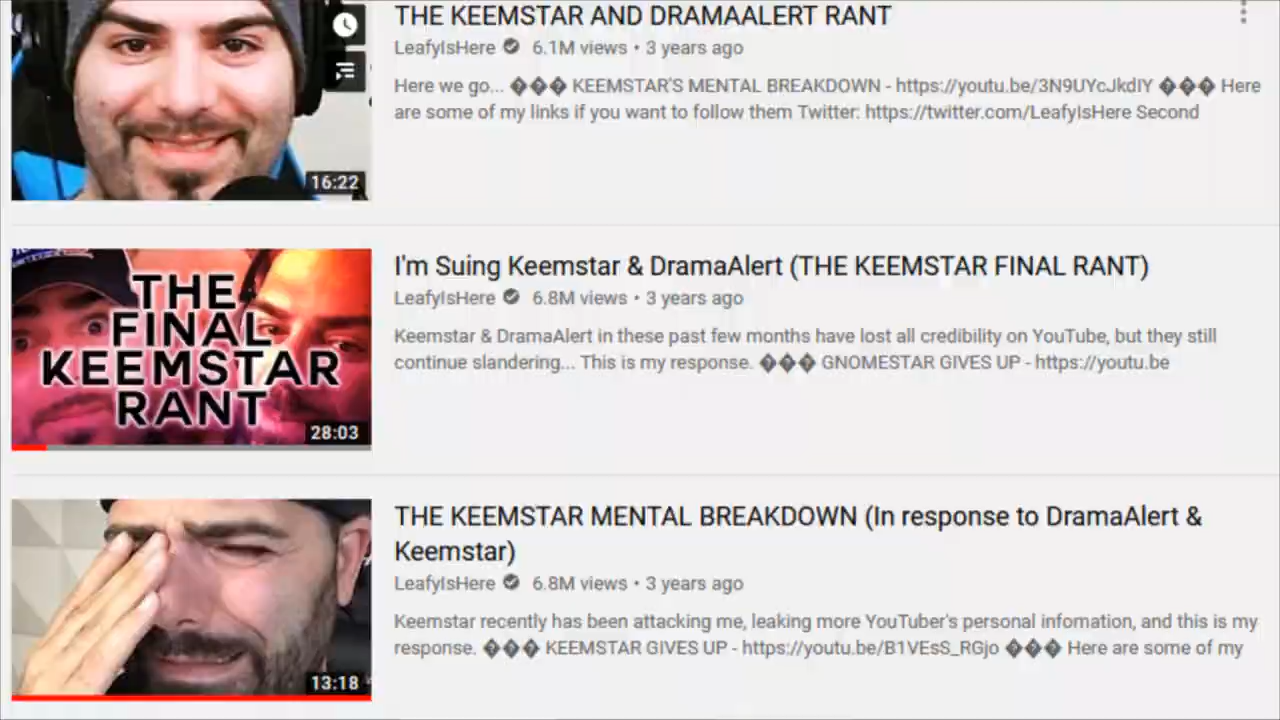 THE KEEMSTAR AND DRAMAALERT RANT
LeafyIsHere 6.1M views • 3 years ago
Here we go... ��� KEEMSTAR'S MENTAL BREAKDOWN - https://youtu.be/3N9UYcJkdIY ��� Here
are some of my links if you want to follow them Twitter: https://twitter.com/LeafyIsHere Second
16:22
I'm Suing Keemstar & DramaAlert (THE KEEMSTAR FINAL RANT)
LeafyIsHere 6.8M views • 3 years ago
Keemstar & DramaAlert in these past few months have lost all credibility on YouTube, but they still
continue slandering... This is my response. ��� GNOMESTAR GIVES UP - https://youtu.be
THE
FINAL
KEEMSTAR
RANT
28:03
THE KEEMSTAR MENTAL BREAKDOWN (In response to DramaAlert &
Keemstar)
LeafyIsHere 6.8M views • 3 years ago
Keemstar recently has been attacking me, leaking more YouTuber's personal infomation, and this is my
response. ��� KEEMSTAR GIVES UP - https://youtu.be/B1VEsS_RGjo ��� Here are some of my
13:18